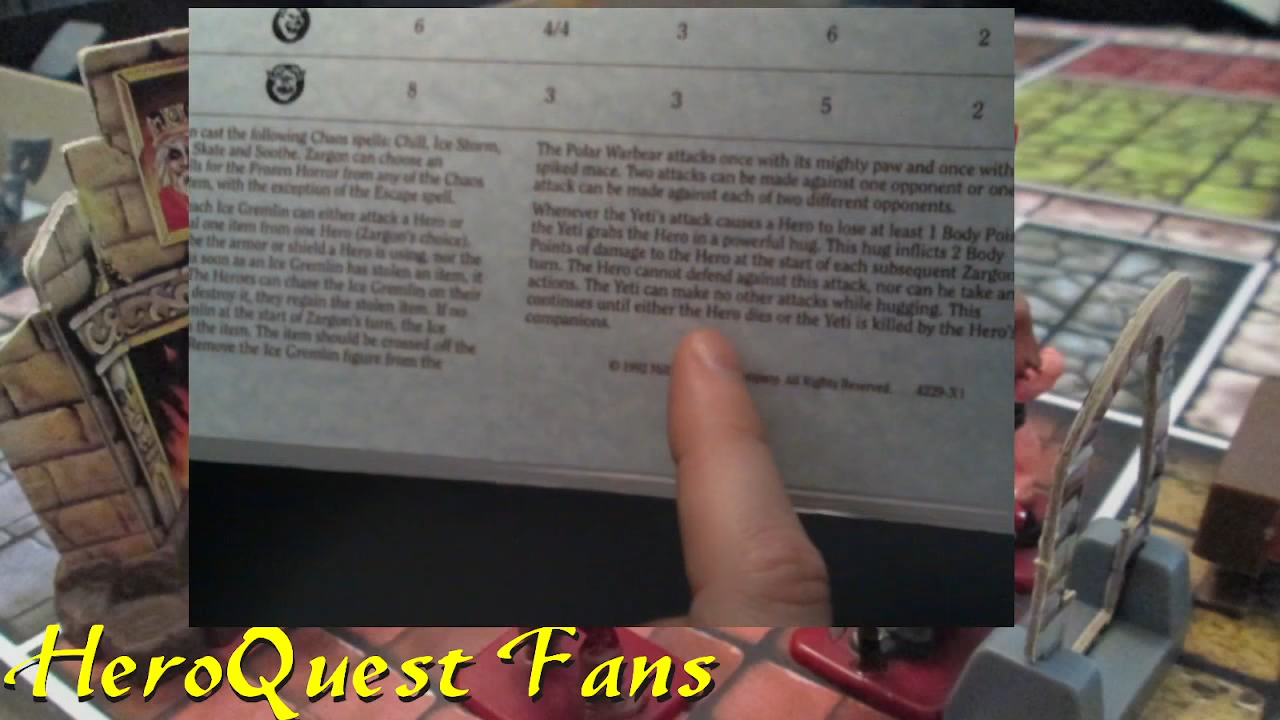 6 4/4 3 6 2
8 3 3 5 2
n cast the following Chaos spells: Chill, Ice Storm,
Skate and Soothe. Zargon can choose an
ls for the Frozen Horror from any of the Chaos
em, with the exception of the Escape spell.
ach Ice Gremlin can either attack a Hero or
l one item from one Hero (Zargon's choice).
be the armor or shield a Hero is using, nor the
s soon as an Ice Gremlin has stolen an item, it
The Heroes can chase the Ice Gremlin on their
destroy it, they regain the stolen item. If no
mlin at the start of Zargon's turn, the Ice
the item. The item should be crossed off the
Remove the Ice Gremlin figure from the
The Polar Warbear attacks once with its mighty paw and once with
spiked mace. Two attacks can be made against one opponent or one
attack can be made against each of two different opponents.
Whenever the Yeti's attack causes a Hero to lose at least 1 Body Poi
the Yeti grabs the Hero in a powerful hug. This hug inflicts 2 Body
Points of damage to the Hero at the start of each subsequent Zargon
turn. The Hero cannot defend against this attack, nor can he take an
actions. The Yeti can make no other attacks while hugging. This
continues until either the Hero dies or the Yeti is killed by the Hero's
companions.
© 1992 Milt mpany. All Rights Reserved. 4229-X1
HeroQuest Fans